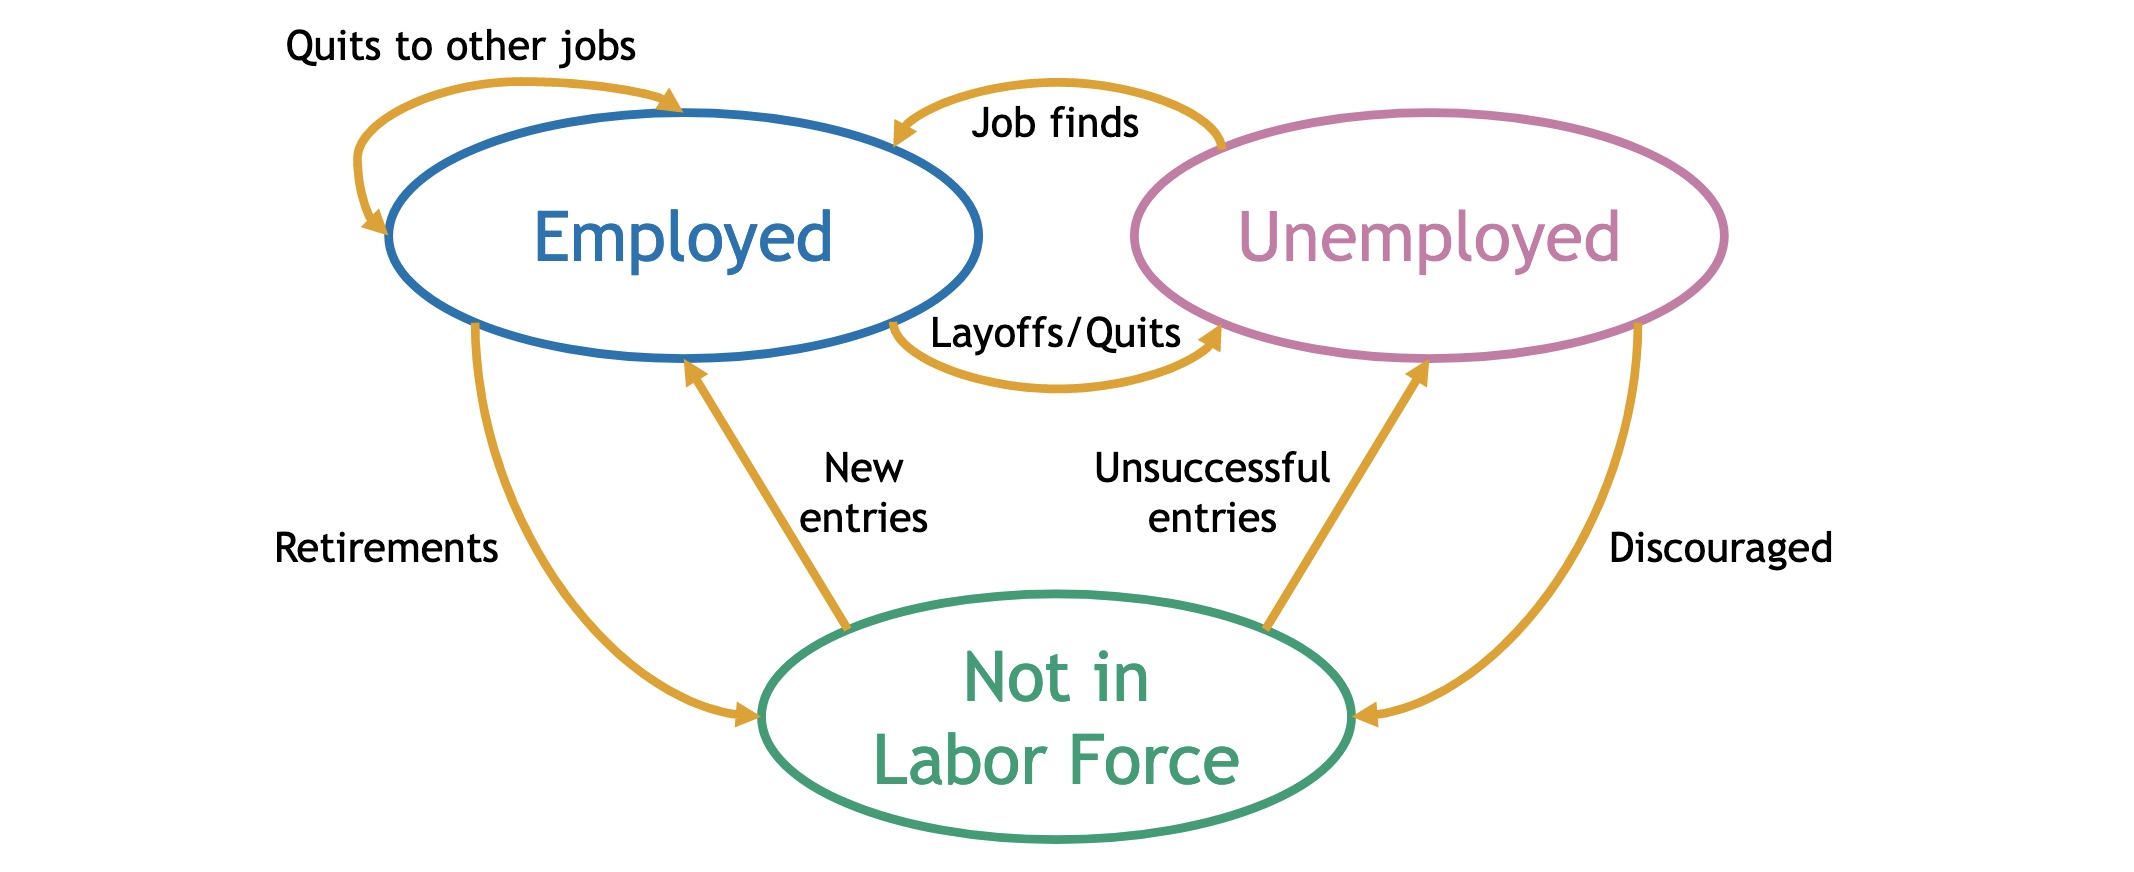 Quits to other jobs
Job finds
Employed
Unemployed
Layoffs/Quits
New
entries
Unsuccessful
entries
Retirements
Discouraged
Not in
Labor Force